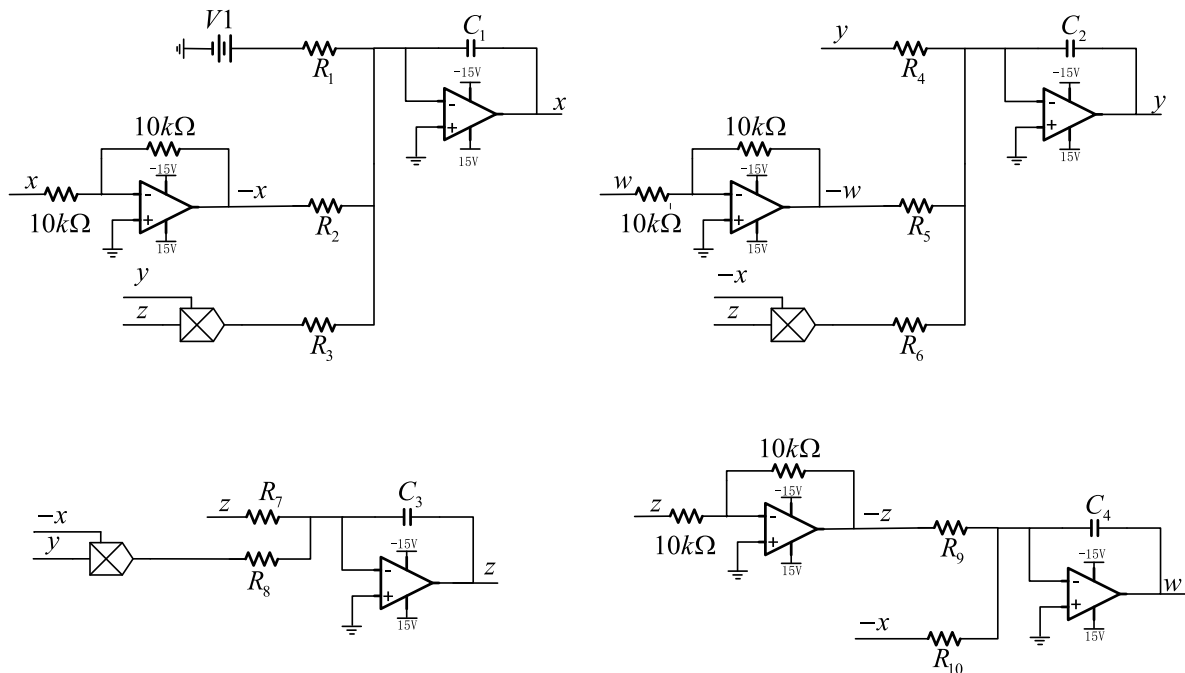 V1
R1
C1
-15V
15V
x
10kΩ
x
10kΩ
-15V
15V
−x
R2
y
z
R3
y
R4
C2
-15V
15V
y
10kΩ
w
10kΩ
-15V
15V
−w
R5
−x
z
R6
z
R7
C3
−x
y
R8
-15V
15V
z
10kΩ
z
10kΩ
-15V
15V
−z
R9
C4
-15V
15V
w
−x
R10